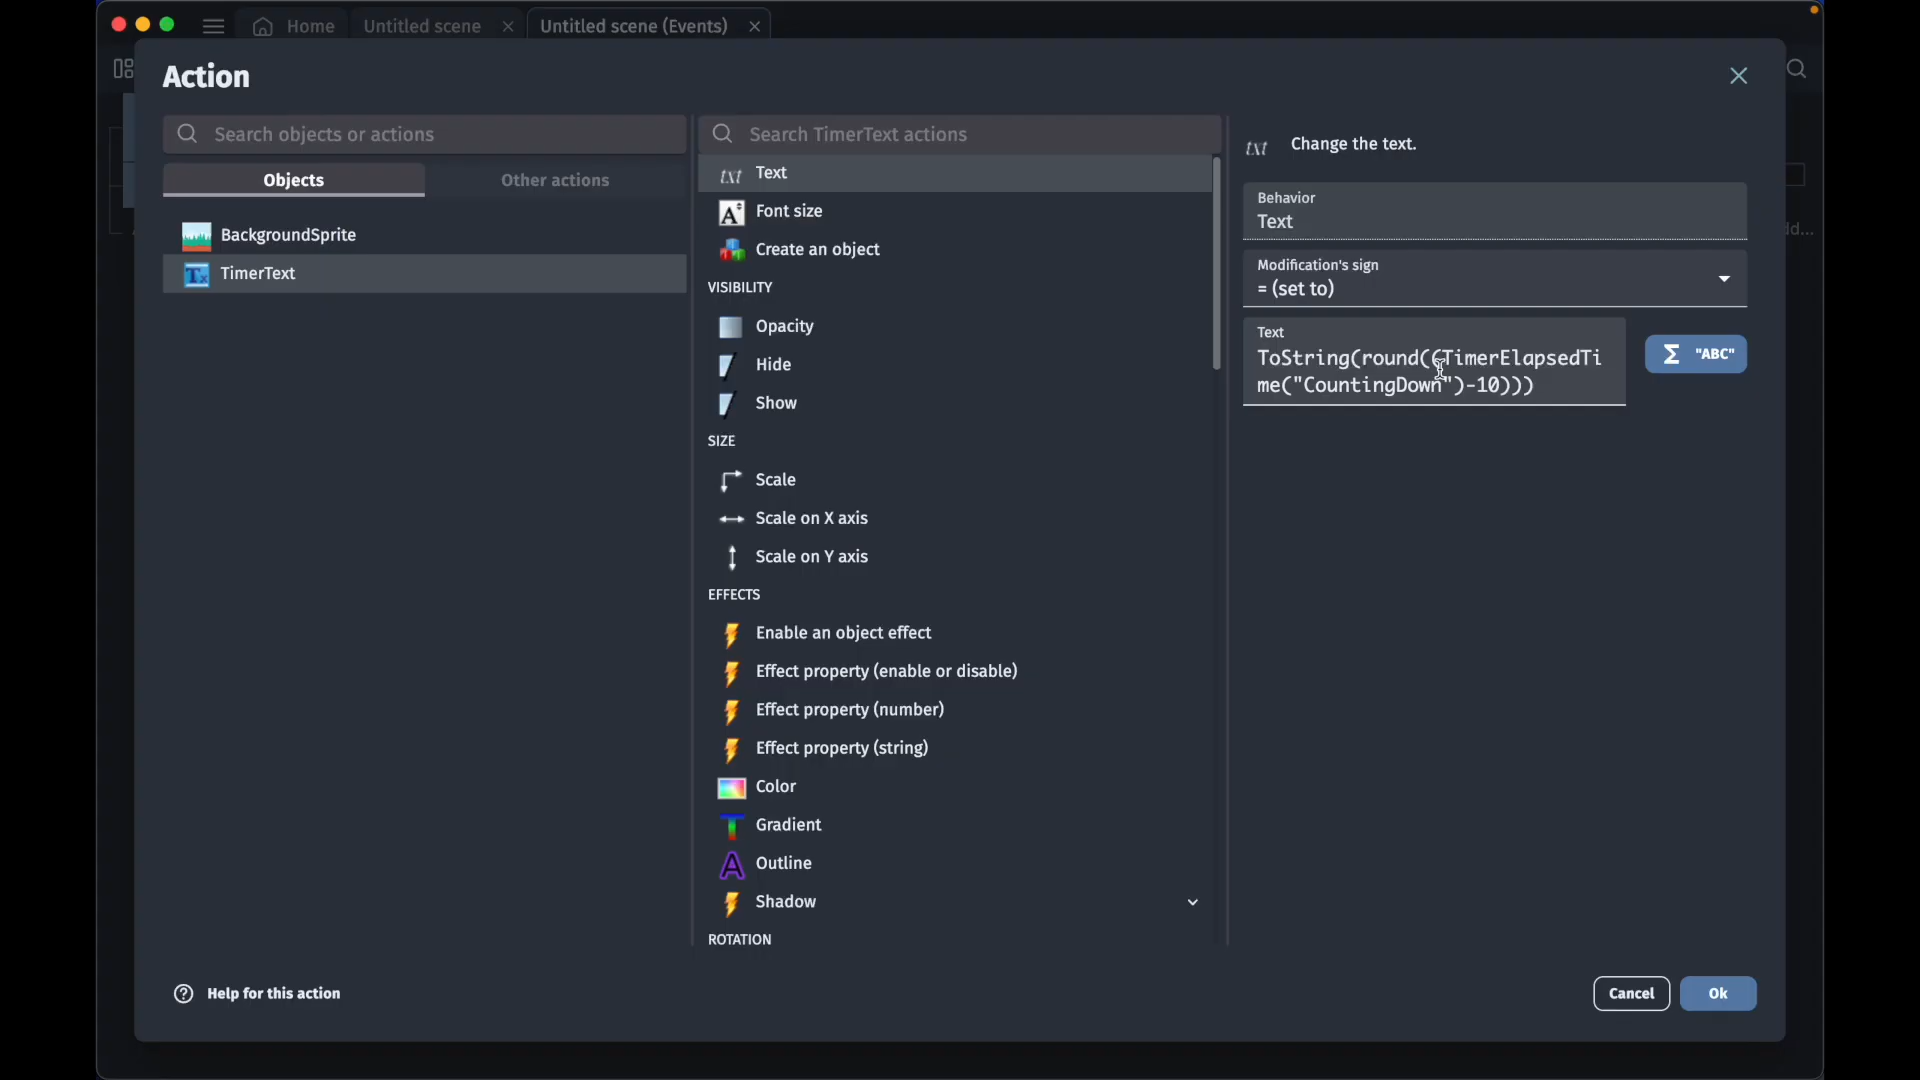 Home
Untitled scene
Untitled scene (Events)
Action
Search objects or actions
Objects
Other actions
BackgroundSprite
TimerText
Search TimerText actions
txt Text
Font size
Create an object
VISIBILITY
Opacity
Hide
Show
SIZE
Scale
Scale on X axis
Scale on Y axis
EFFECTS
Enable an object effect
Effect property (enable or disable)
Effect property (number)
Effect property (string)
Color
Gradient
Outline
Shadow
ROTATION
txt Change the text.
Behavior
Text
Modification's sign
= (set to)
Text
ToString(round((TimerElapsedTi
me("CountingDown")-10)))
Σ "ABC"
Help for this action
Cancel
Ok